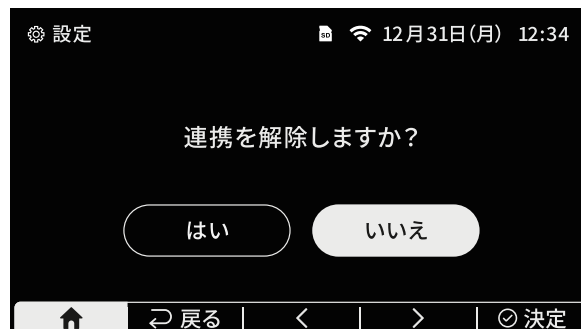 設定 SD 12月31日(月) 12:34
連携を解除しますか?
はい いいえ
戻る < > 決定